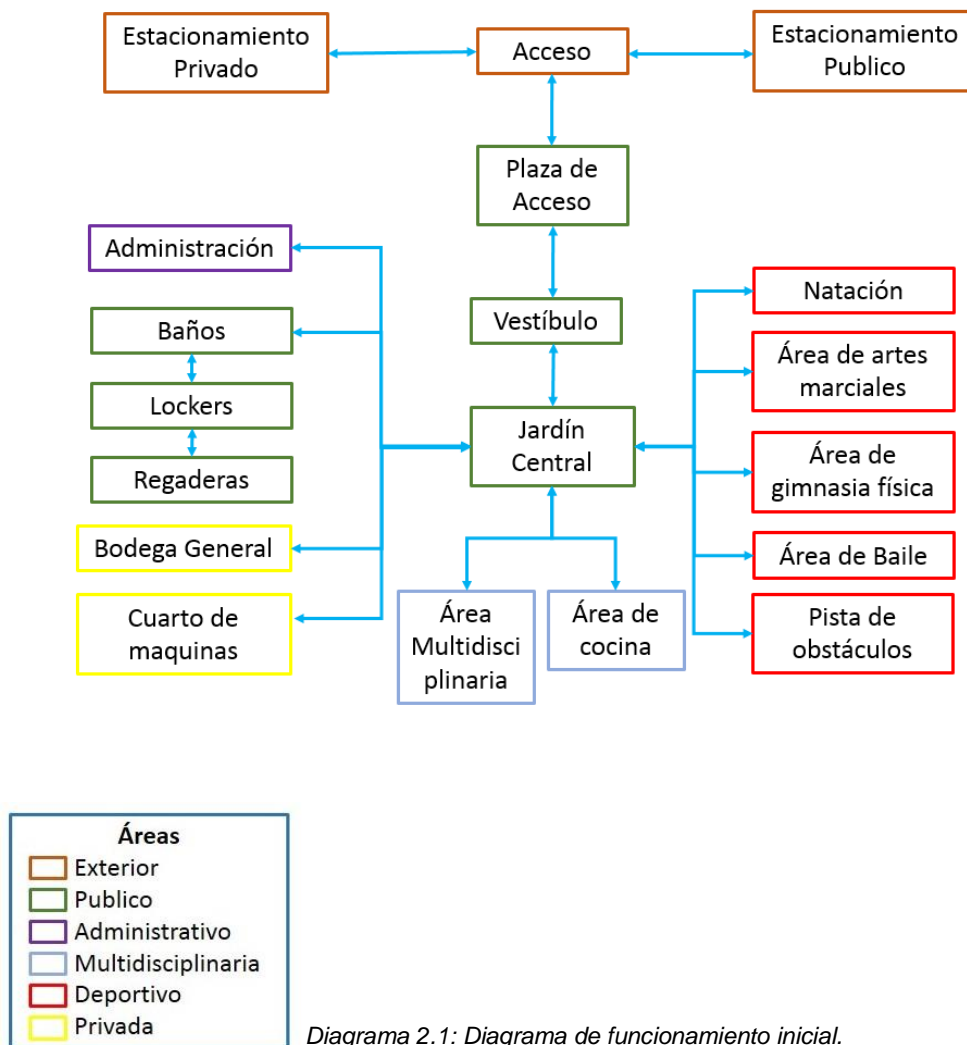 Estacionamiento
Privado
Acceso
Estacionamiento
Publico
Plaza de
Acceso
Administración
Baños
Lockers
Regaderas
Bodega General
Cuarto de
maquinas
Vestíbulo
Jardín
Central
Área
Multidisci
plinaria
Área de
cocina
Natación
Área de artes
marciales
Área de
gimnasia física
Área de Baile
Pista de
obstáculos
Áreas
Exterior
Publico
Administrativo
Multidisciplinaria
Deportivo
Privada
Diagrama 2.1: Diagrama de funcionamiento inicial.